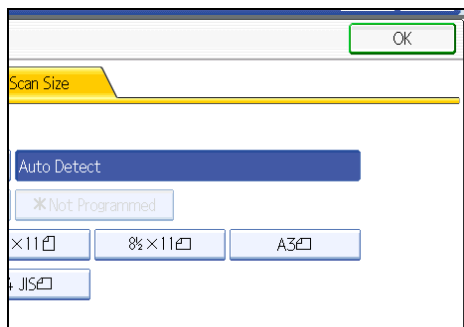 OK
Scan Size
Auto Detect
*Not Programmed
×11 8½×11 A3
JIS